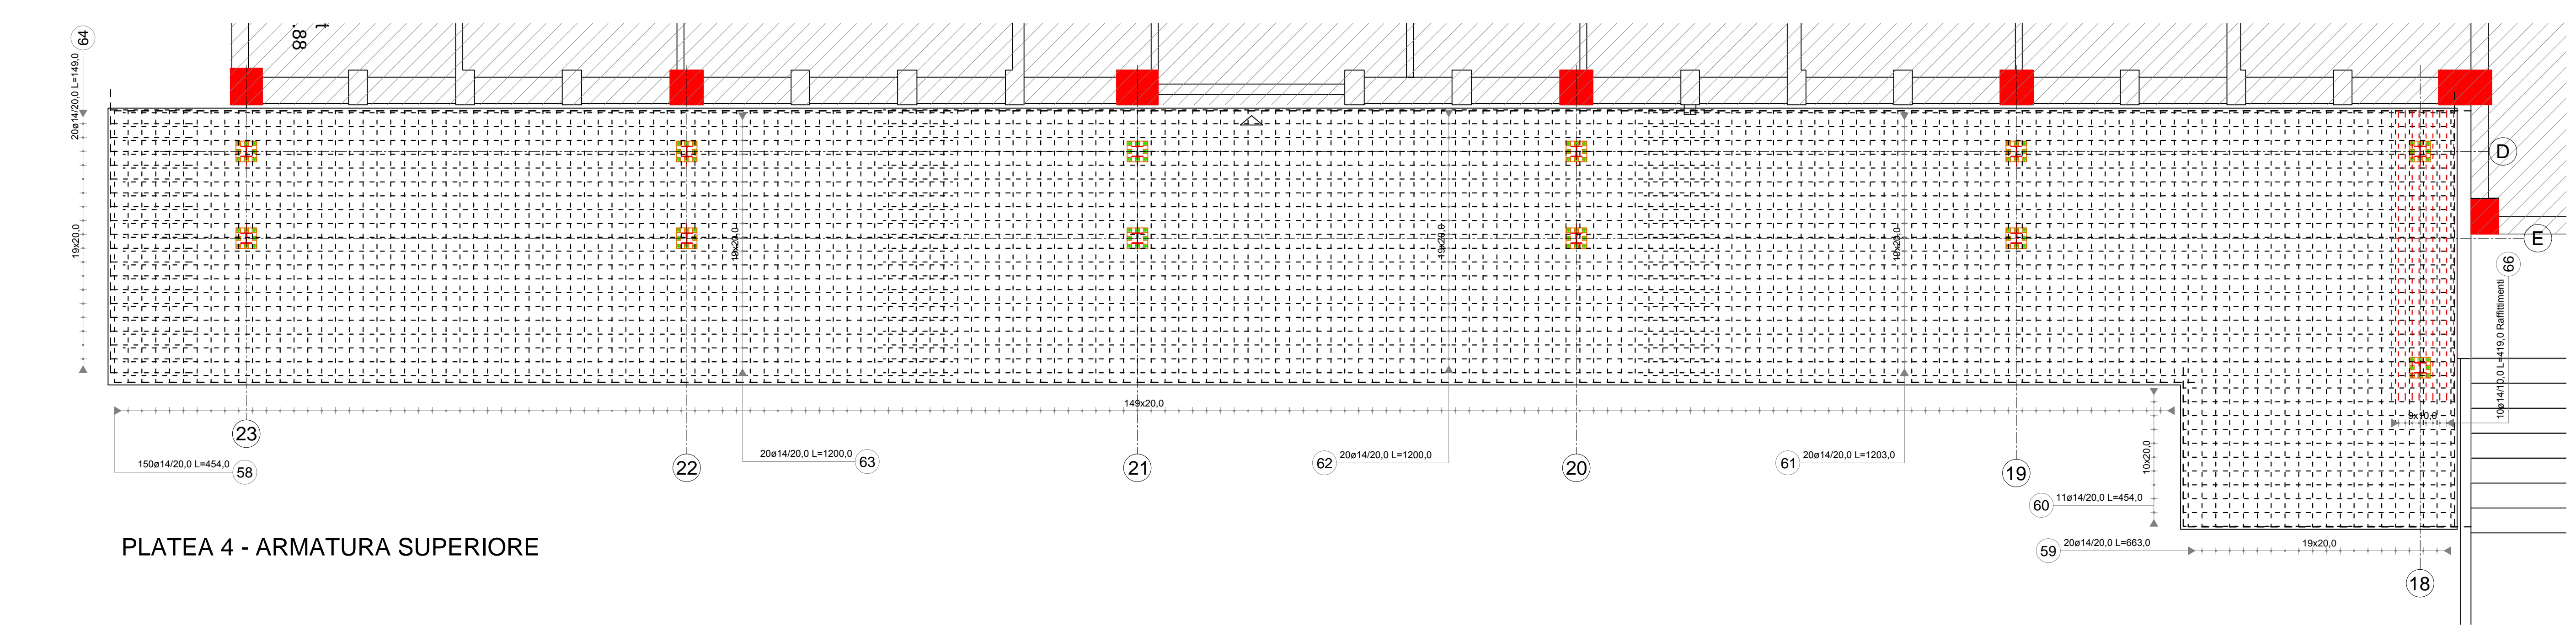 t
88
64
20ø14/20,0 L=149,0
19x20,0
19x20,0
19x20,0
19x20,0
D
E
66
10ø14/10,0 L=419,0 Raffittimenti
9x10,0
149x20,0
23
22
21
20
19
18
150ø14/20,0 L=454,0
58
20ø14/20,0 L=1200,0
63
62
20ø14/20,0 L=1200,0
61
20ø14/20,0 L=1203,0
10x20,0
60
11ø14/20,0 L=454,0
59
20ø14/20,0 L=663,0
19x20,0
PLATEA 4 - ARMATURA SUPERIORE